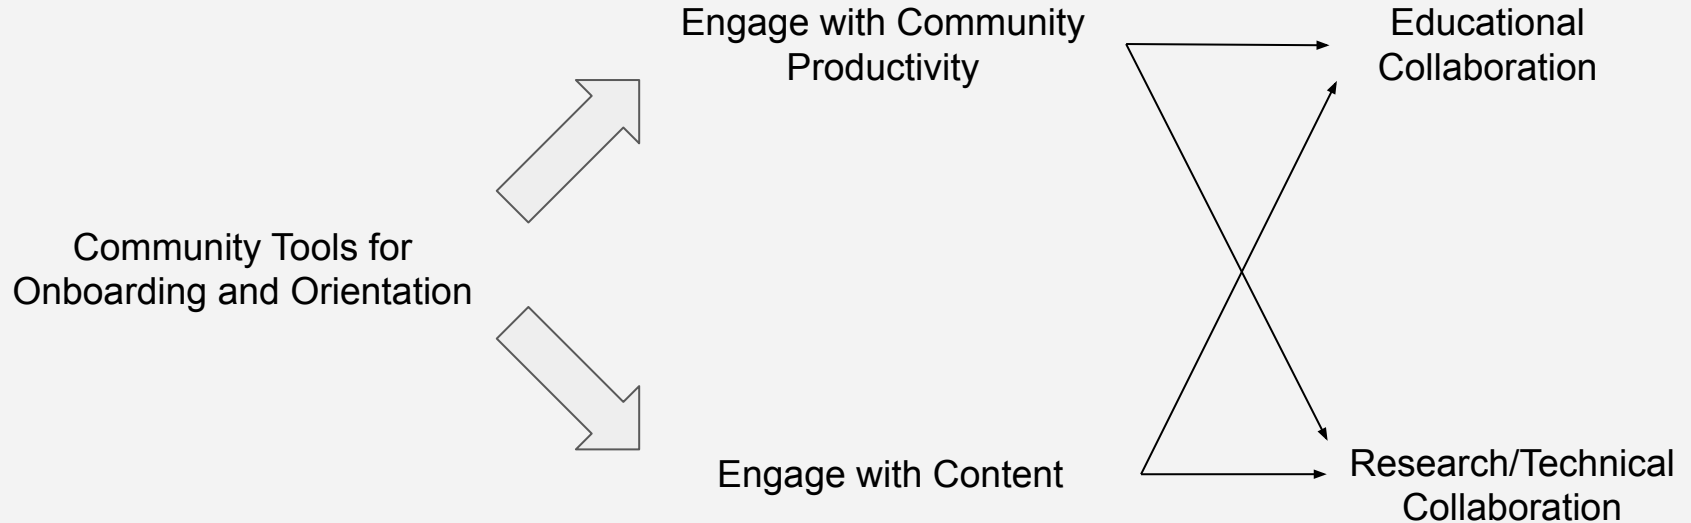 Engage with Community
Productivity
Educational
Collaboration
Community Tools for
Onboarding and Orientation
Engage with Content
Research/Technical
Collaboration